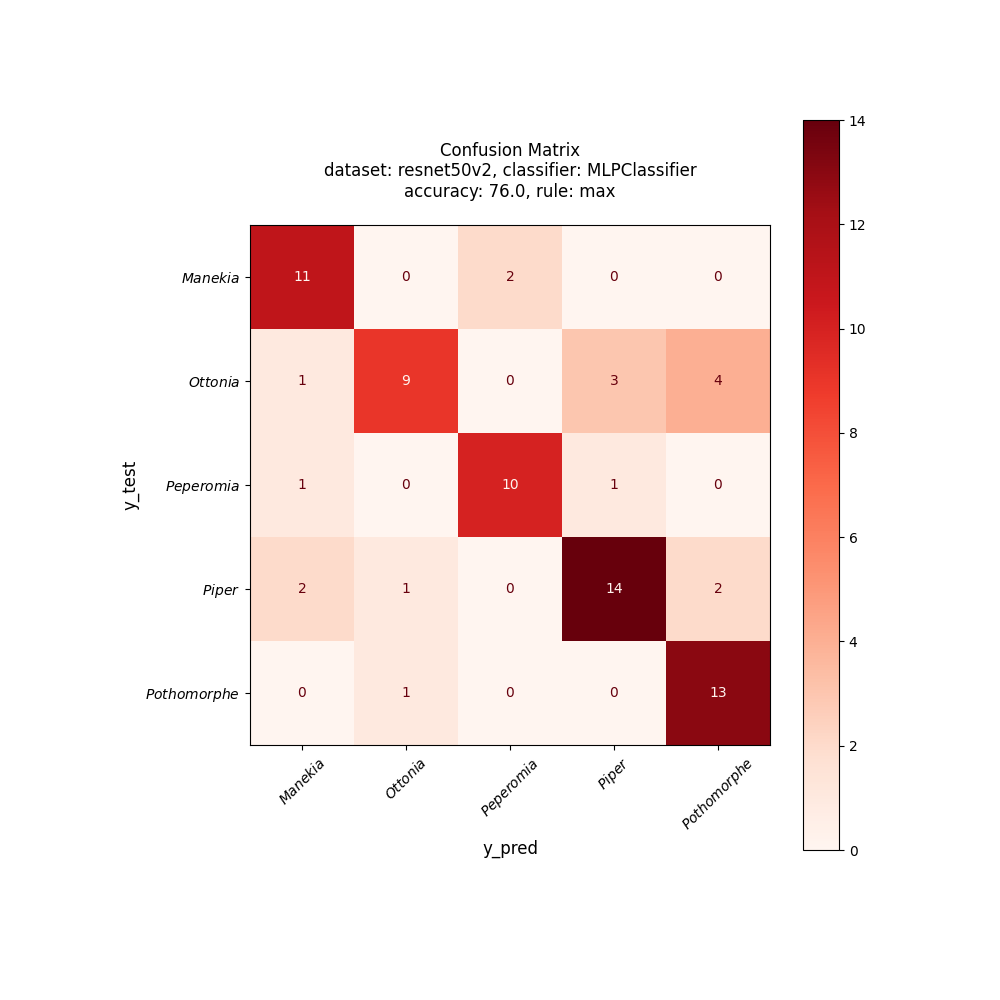 Confusion Matrix
dataset: resnet50v2, classifier: MLPClassifier
accuracy: 76.0, rule: max
Manekia 11 0 2 0 0
Ottonia 1 9 0 3 4
Peperomia 1 0 10 1 0
Piper 2 1 0 14 2
Pothomorphe 0 1 0 0 13
Manekia Ottonia Peperomia Piper Pothomorphe
y_pred
y_test
14
12
10
8
6
4
2
0